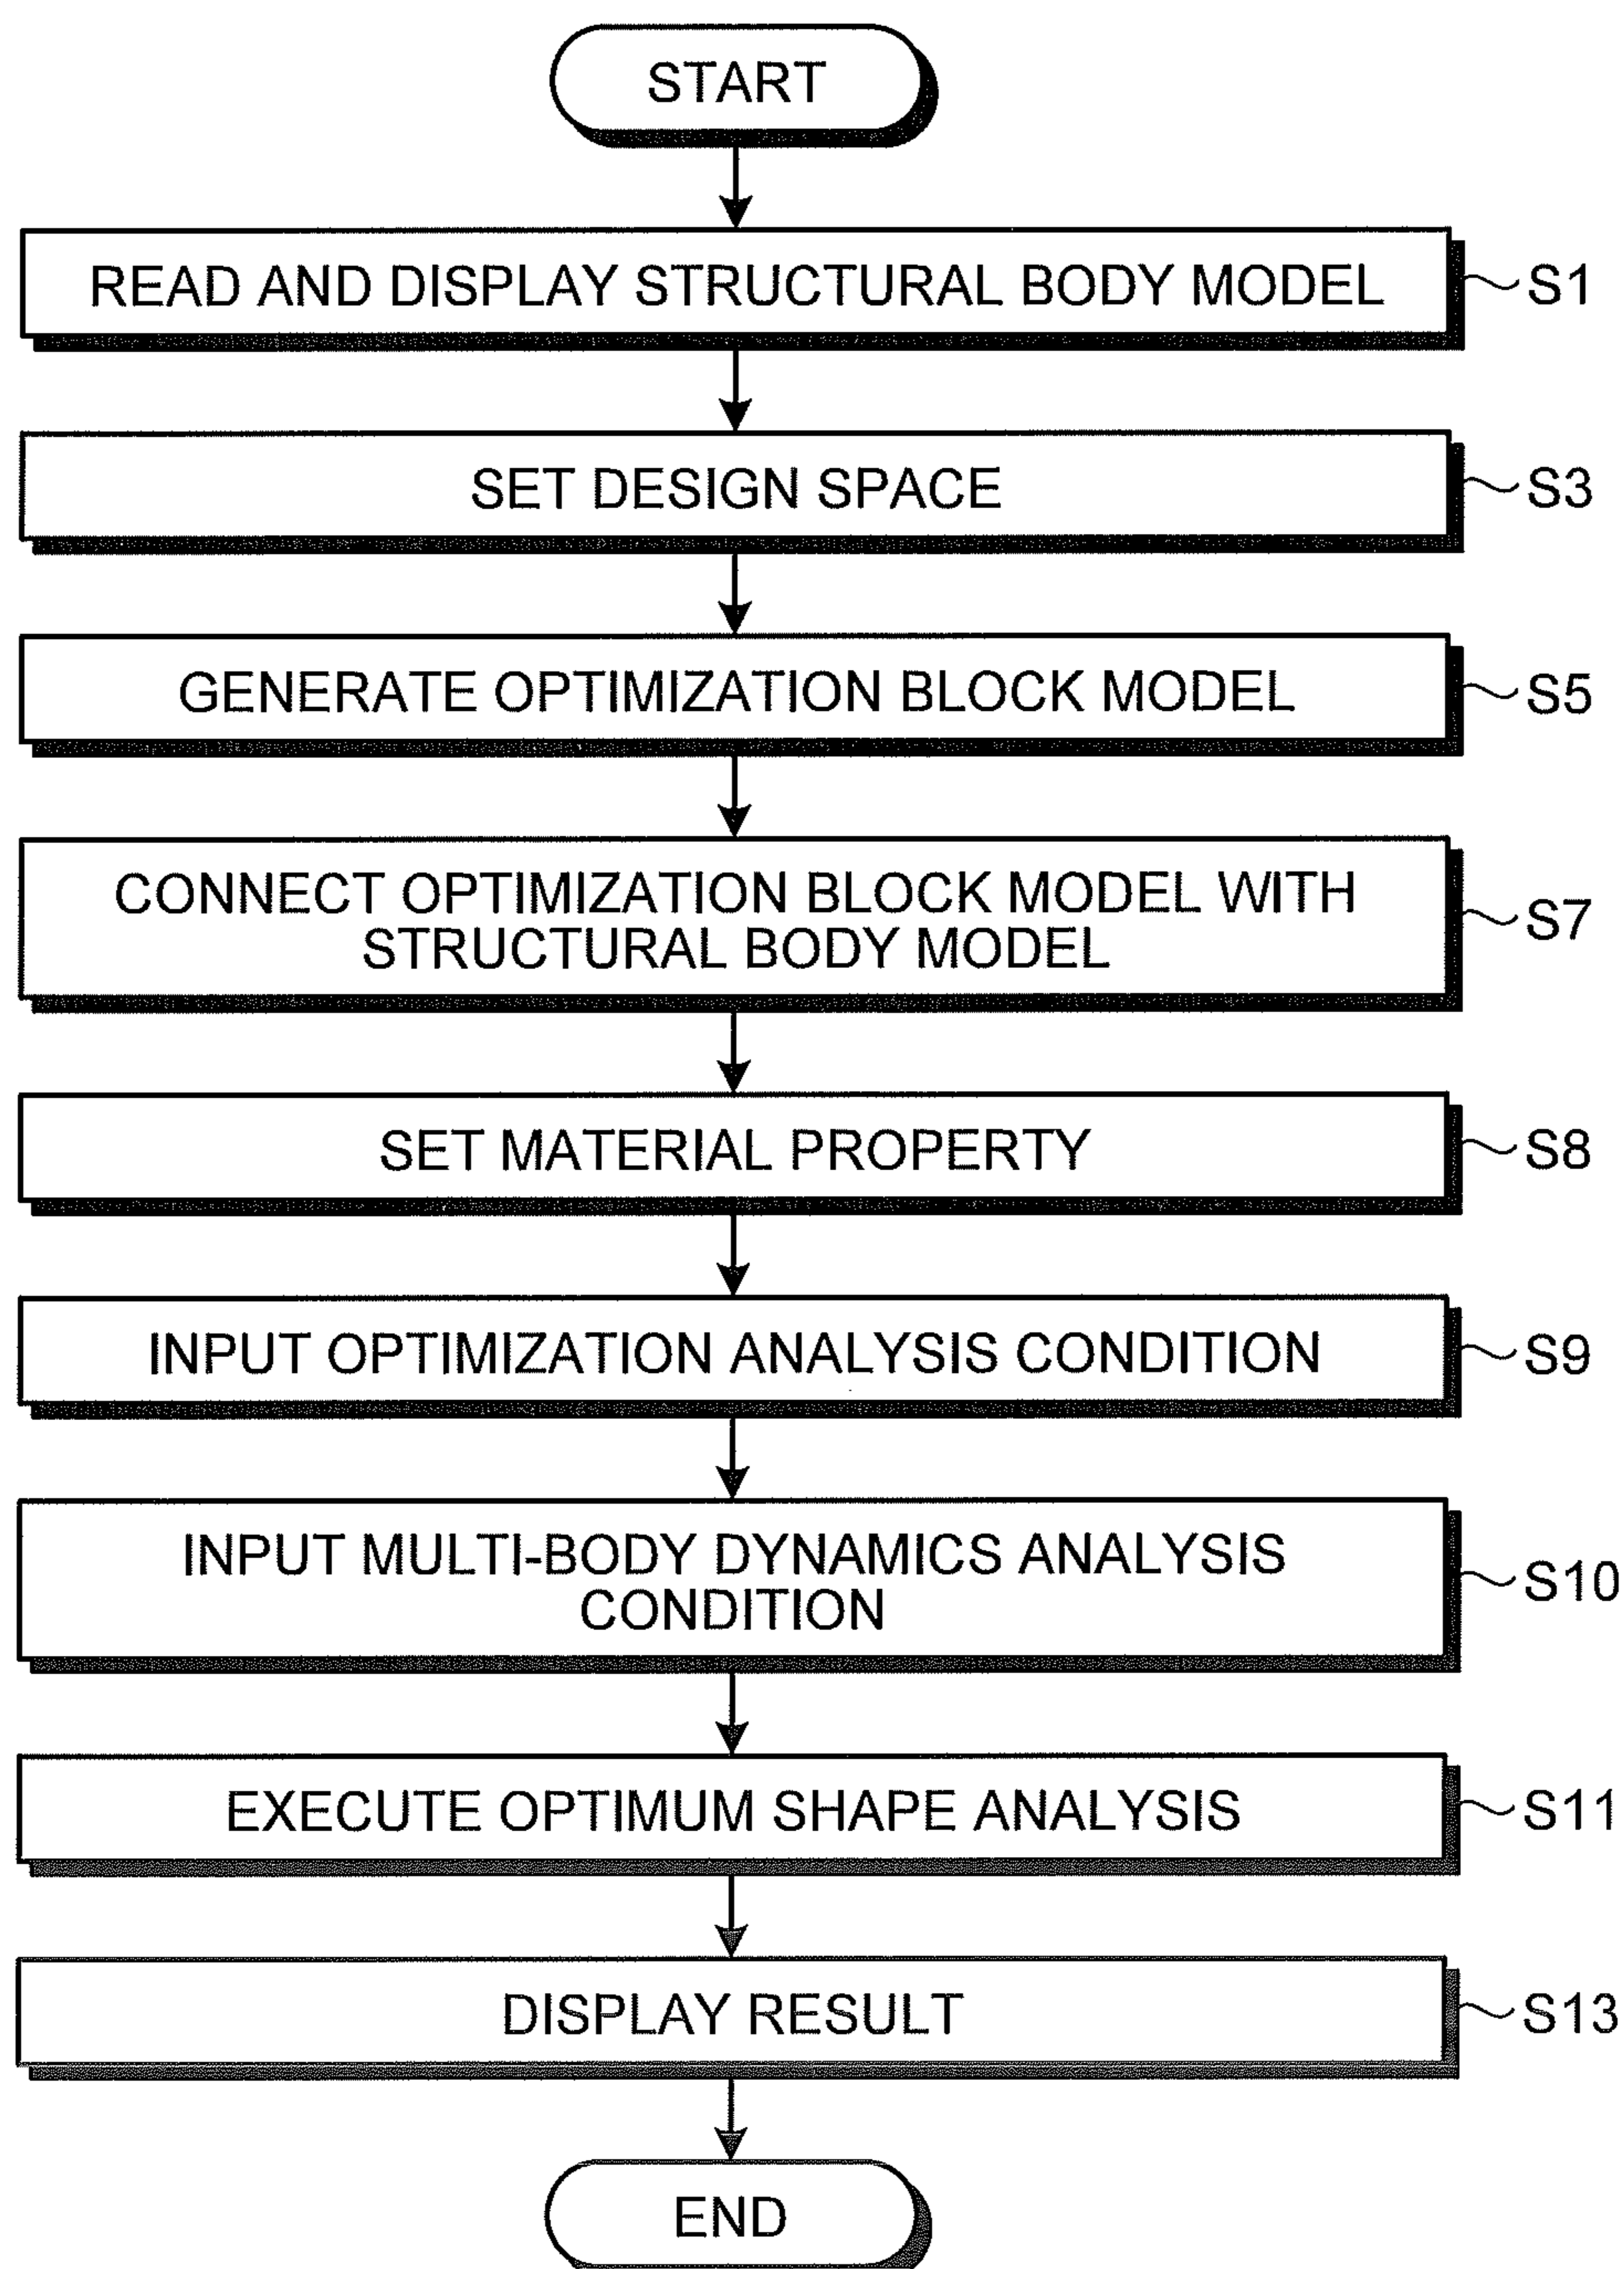 START
READ AND DISPLAY STRUCTURAL BODY MODEL S1
SET DESIGN SPACE S3
GENERATE OPTIMIZATION BLOCK MODEL S5
CONNECT OPTIMIZATION BLOCK MODEL WITH
STRUCTURAL BODY MODEL S7
SET MATERIAL PROPERTY S8
INPUT OPTIMIZATION ANALYSIS CONDITION S9
INPUT MULTI-BODY DYNAMICS ANALYSIS
CONDITION S10
EXECUTE OPTIMUM SHAPE ANALYSIS S11
DISPLAY RESULT S13
END